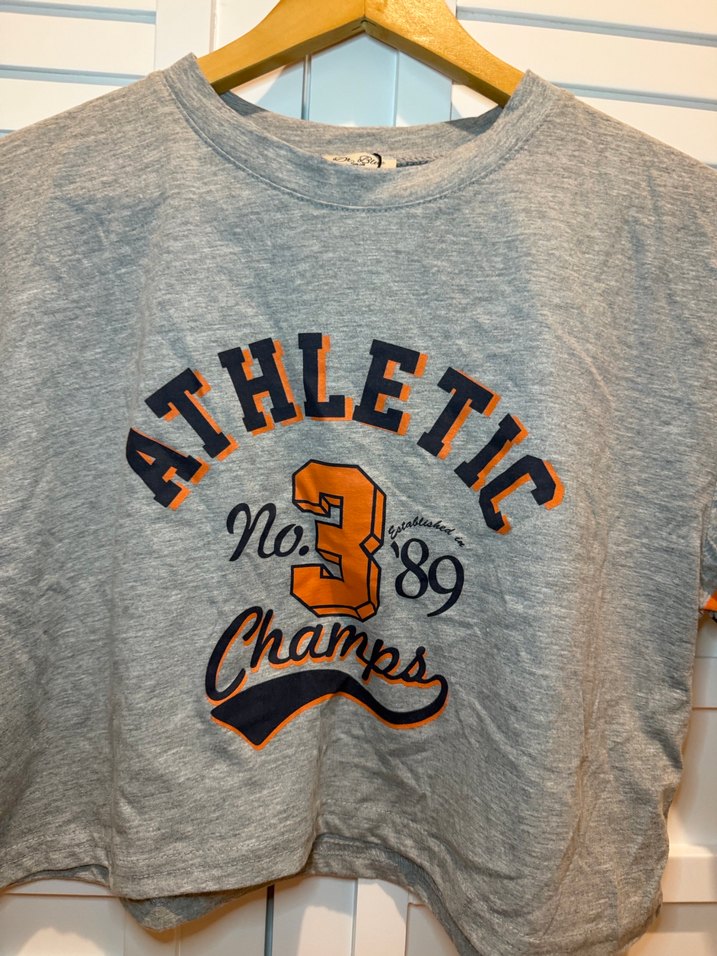 ATHLETIC
No. 3
Established in
'89
Champs